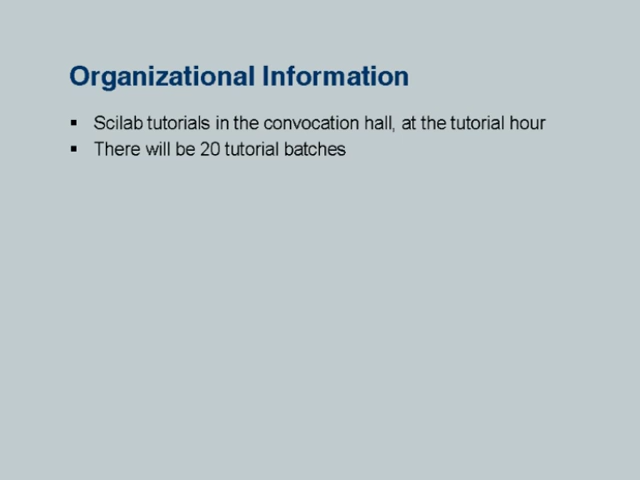 Organizational Information
▪ Scilab tutorials in the convocation hall, at the tutorial hour
▪ There will be 20 tutorial batches